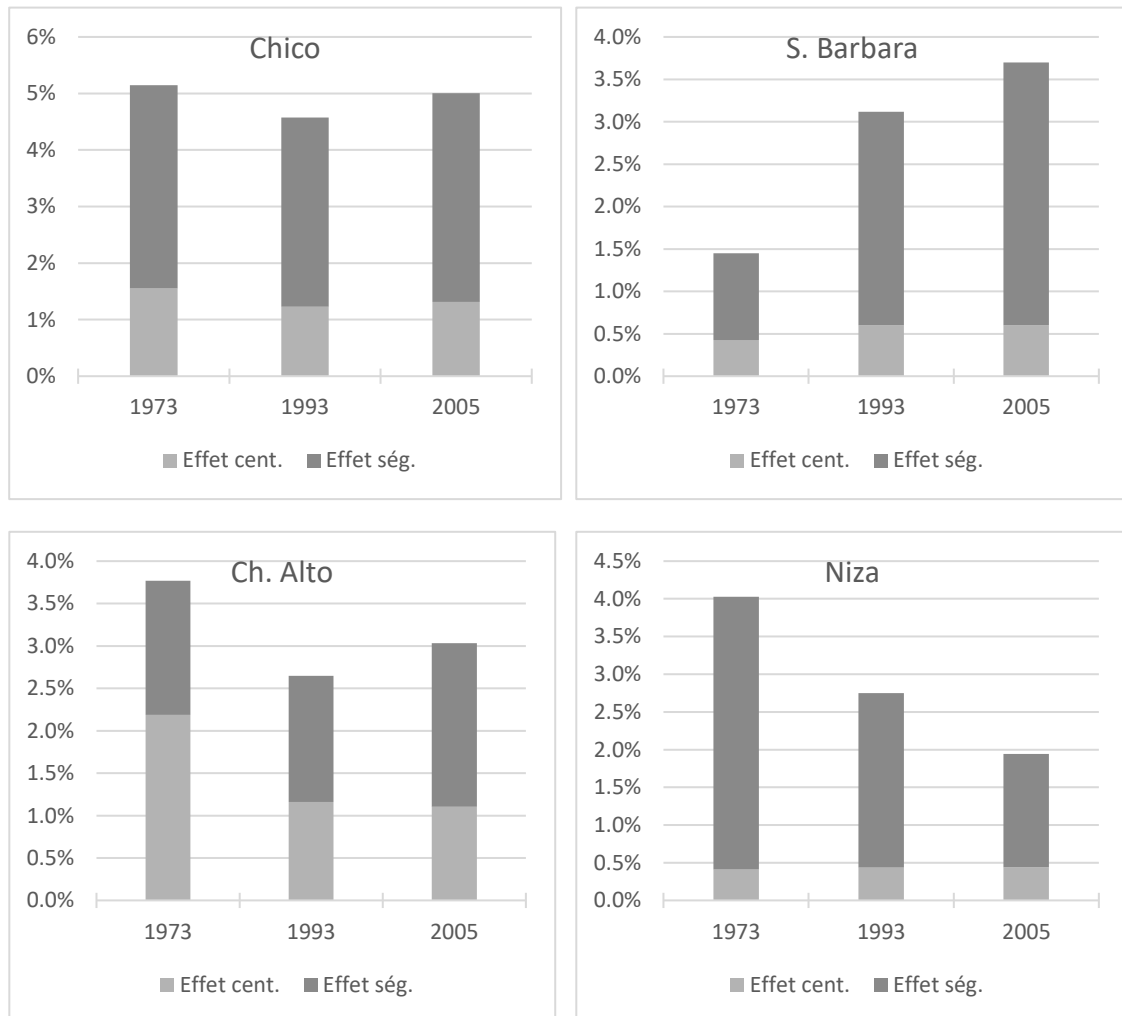 Chico
6%
5%
4%
3%
2%
1%
0%
1973 1993 2005
Effet cent. Effet ség.
S. Barbara
4.0%
3.5%
3.0%
2.5%
2.0%
1.5%
1.0%
0.5%
0.0%
1973 1993 2005
Effet cent. Effet ség.
Ch. Alto
4.0%
3.5%
3.0%
2.5%
2.0%
1.5%
1.0%
0.5%
0.0%
1973 1993 2005
Effet cent. Effet ség.
Niza
4.5%
4.0%
3.5%
3.0%
2.5%
2.0%
1.5%
1.0%
0.5%
0.0%
1973 1993 2005
Effet cent. Effet ség.